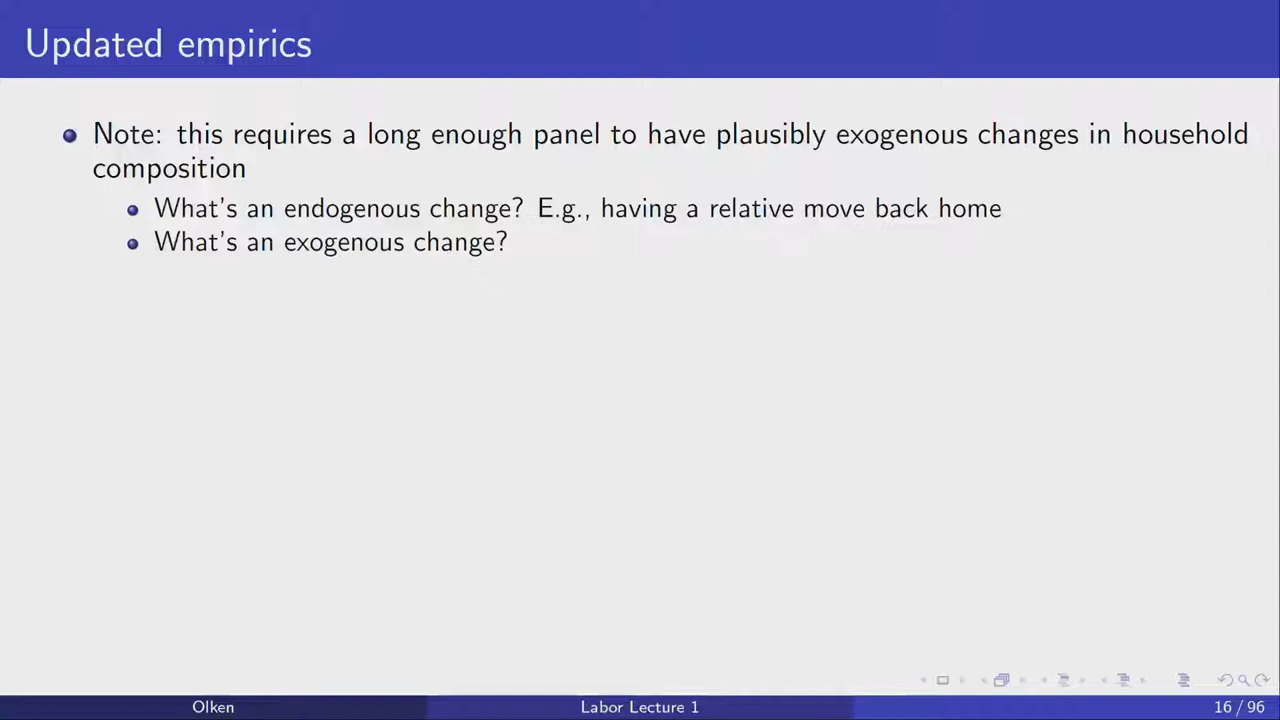 Updated empirics
Note: this requires a long enough panel to have plausibly exogenous changes in household
composition
What's an endogenous change? E.g., having a relative move back home
What's an exogenous change?
Olken
Labor Lecture 1
16 / 96